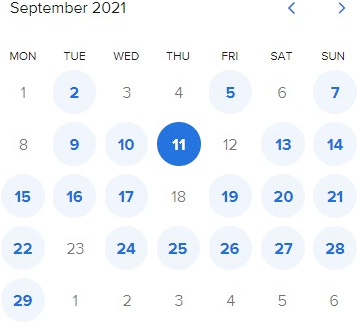 September 2021
MON TUE WED THU FRI SAT SUN
1 2 3 4 5 6 7
8 9 10 11 12 13 14
15 16 17 18 19 20 21
22 23 24 25 26 27 28
29 1 2 3 4 5 6